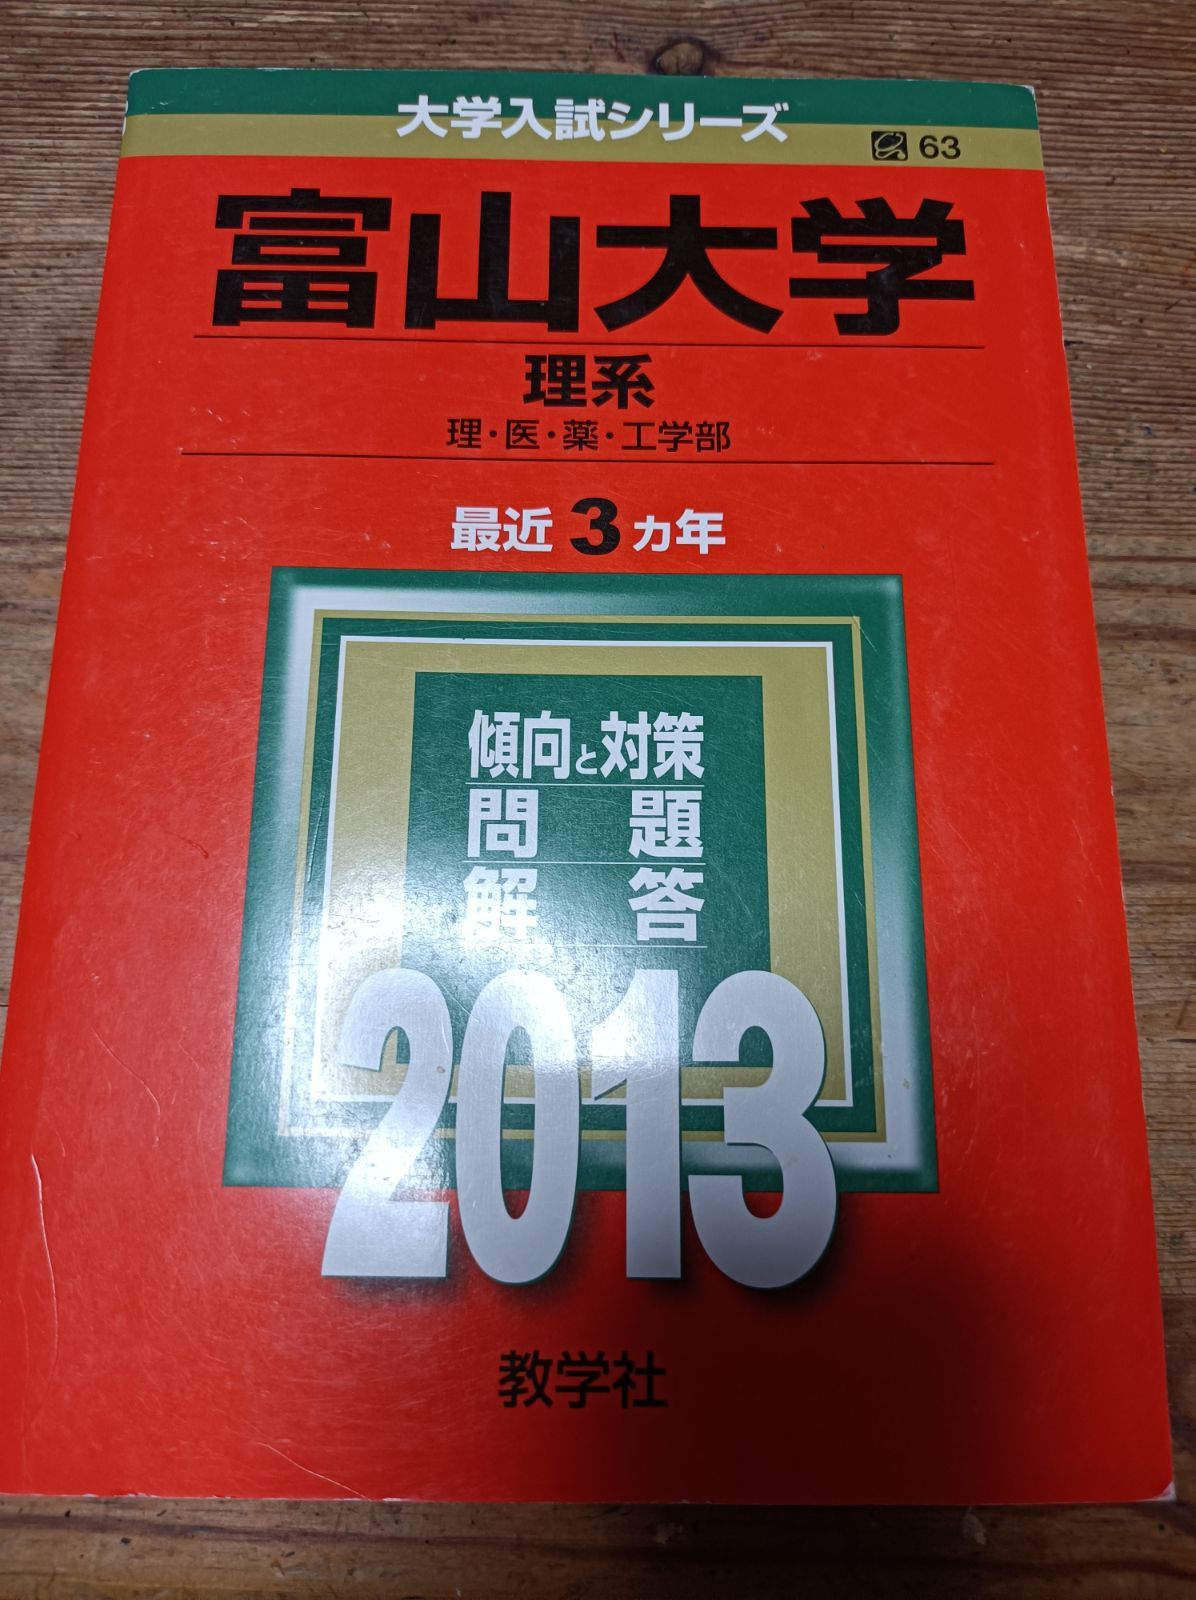 大学入試シリーズ
63
富山大学
理系
理・医・薬・工学部
最近3ヵ年
傾向と対策
問題
解答
2013
教学社